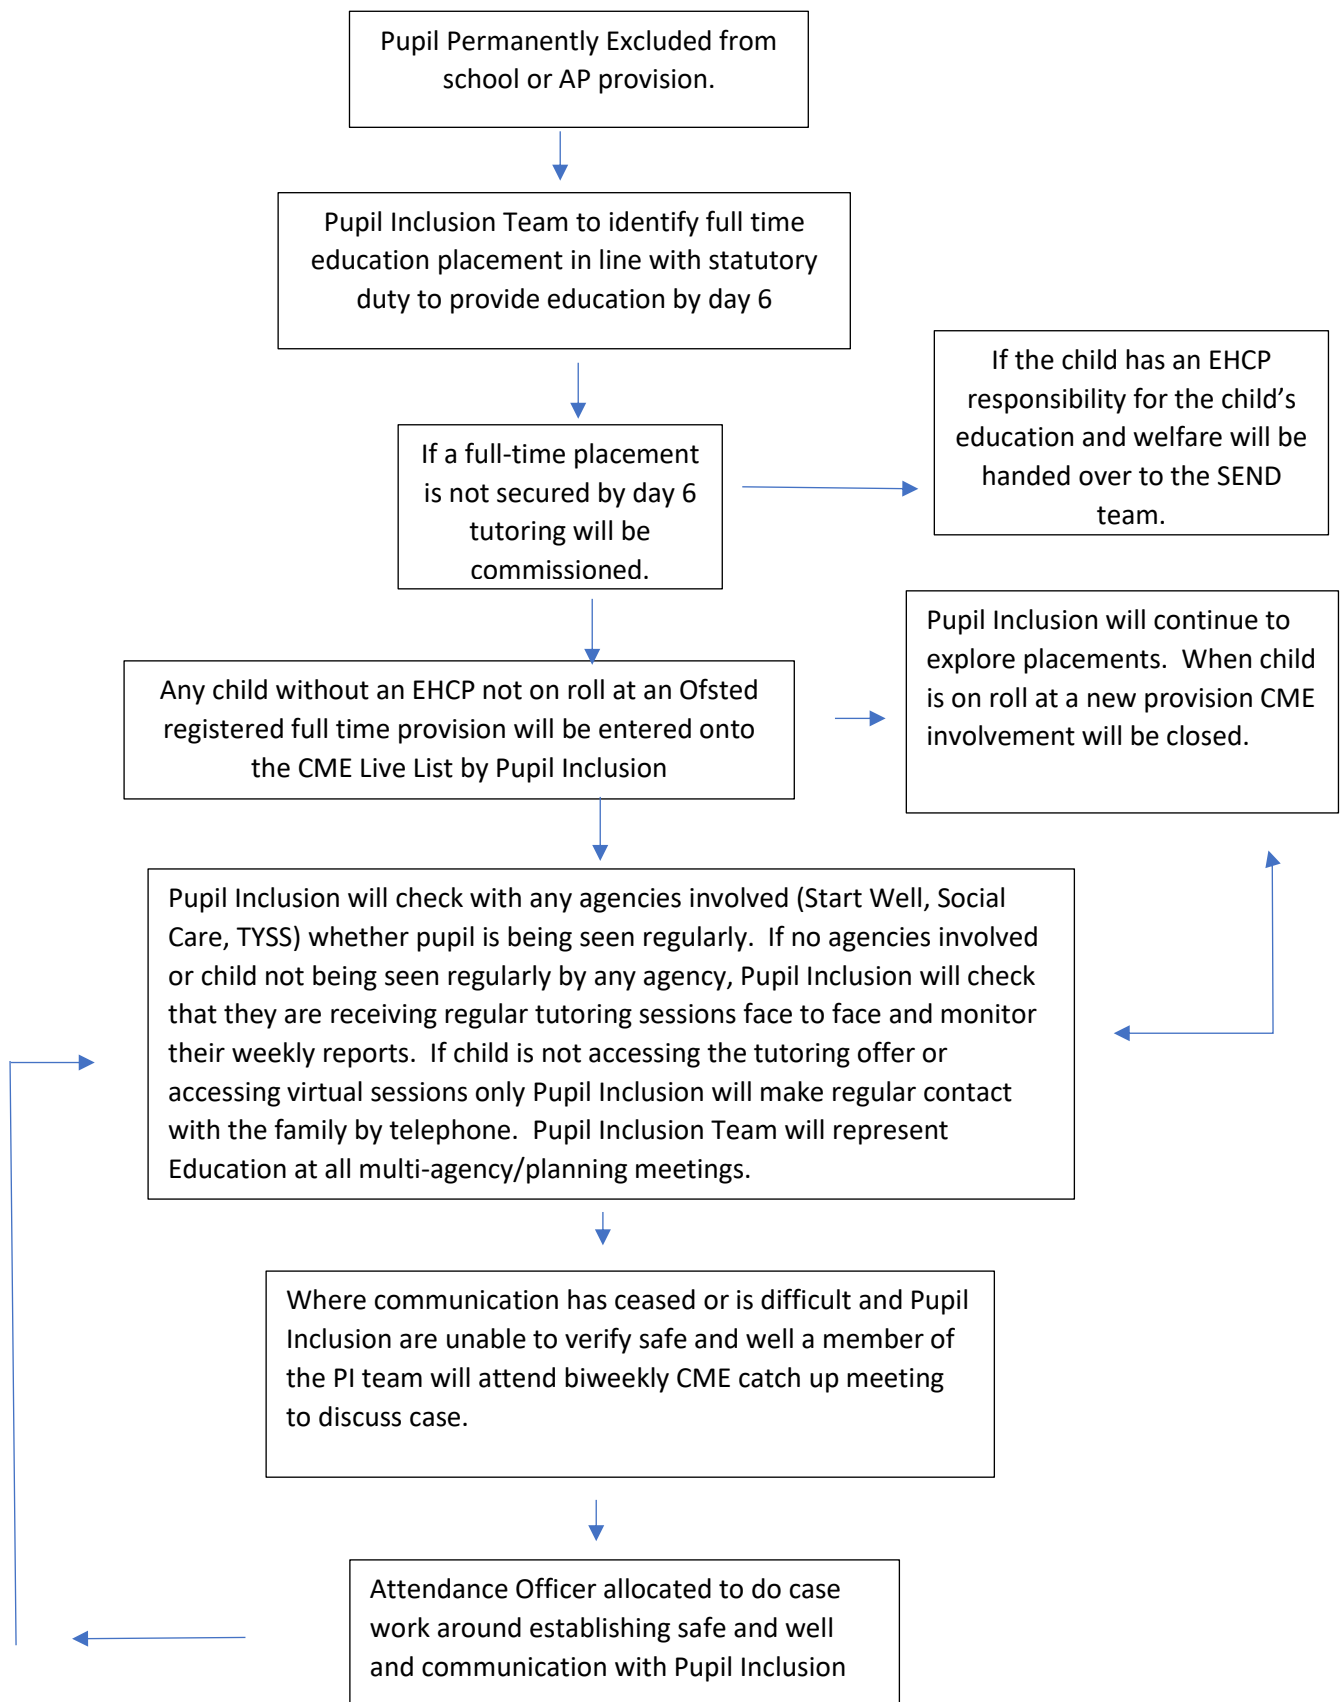 Pupil Permanently Excluded from
school or AP provision.
Pupil Inclusion Team to identify full time
education placement in line with statutory
duty to provide education by day 6
If the child has an EHCP
responsibility for the child’s
education and welfare will be
handed over to the SEND
team.
If a full-time placement
is not secured by day 6
tutoring will be
commissioned.
Pupil Inclusion will continue to
explore placements.  When child
is on roll at a new provision CME
involvement will be closed.
Any child without an EHCP not on roll at an Ofsted
registered full time provision will be entered onto
the CME Live List by Pupil Inclusion
Pupil Inclusion will check with any agencies involved (Start Well, Social
Care, TYSS) whether pupil is being seen regularly.  If no agencies involved
or child not being seen regularly by any agency, Pupil Inclusion will check
that they are receiving regular tutoring sessions face to face and monitor
their weekly reports.  If child is not accessing the tutoring offer or
accessing virtual sessions only Pupil Inclusion will make regular contact
with the family by telephone.  Pupil Inclusion Team will represent
Education at all multi-agency/planning meetings.
Where communication has ceased or is difficult and Pupil
Inclusion are unable to verify safe and well a member of
the PI team will attend biweekly CME catch up meeting
to discuss case.
Attendance Officer allocated to do case
work around establishing safe and well
and communication with Pupil Inclusion